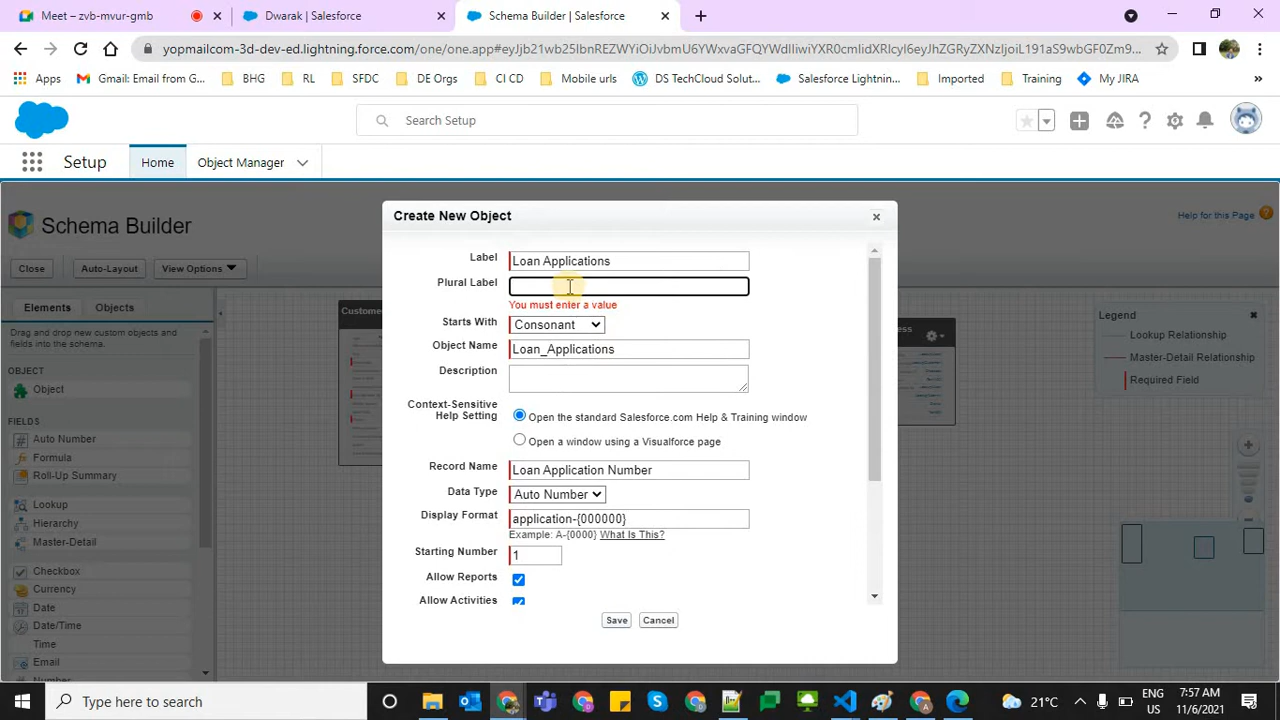 Meet – zvb-mvur-gmb
Dwarak | Salesforce
Schema Builder | Salesforce
yopmailcom-3d-dev-ed.lightning.force.com/one/one.app#
Apps
Gmail: Email from G...
BHG
RL
SFDC
DE Orgs
CI CD
Mobile urls
DS TechCloud Solut...
Salesforce Lightnin...
Imported
Training
My JIRA
Search Setup
Setup
Home
Object Manager
Schema Builder
Help for this Page
Close
Auto-Layout
View Options
Elements
Objects
Drag and drop new custom objects and
fields into the schema.
OBJECT
Object
FIELDS
Auto Number
Formula
Roll-Up Summary
Lookup
Hierarchy
Master-Detail
Checkbox
Currency
Date
Date/Time
Time
Email
Custome
Create New Object
Label
Loan Applications
Plural Label
You must enter a value
Starts With
Consonant
Object Name
Loan_Applications
Description
Context-Sensitive
Help Setting
Open the standard Salesforce.com Help & Training window
Open a window using a Visualforce page
Record Name
Loan Application Number
Data Type
Auto Number
Display Format
application-{000000}
Example: A-{0000} What Is This?
Starting Number
1
Allow Reports
Allow Activities
Save
Cancel
ess
Legend
Lookup Relationship
Master-Detail Relationship
Required Field
Type here to search
21°C
ENG
US
7:57 AM
11/6/2021